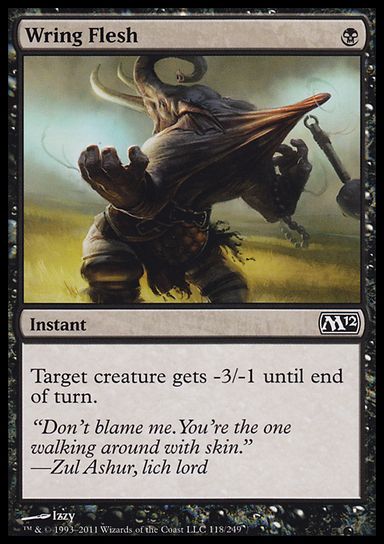 Wring Flesh
Instant
M12
Target creature gets -3/-1 until end
of turn.
“Don’t blame me. You’re the one
walking around with skin.”
—Zul Ashur, lich lord
Izzy
™ & © 1993–2011 Wizards of the Coast LLC 118/249